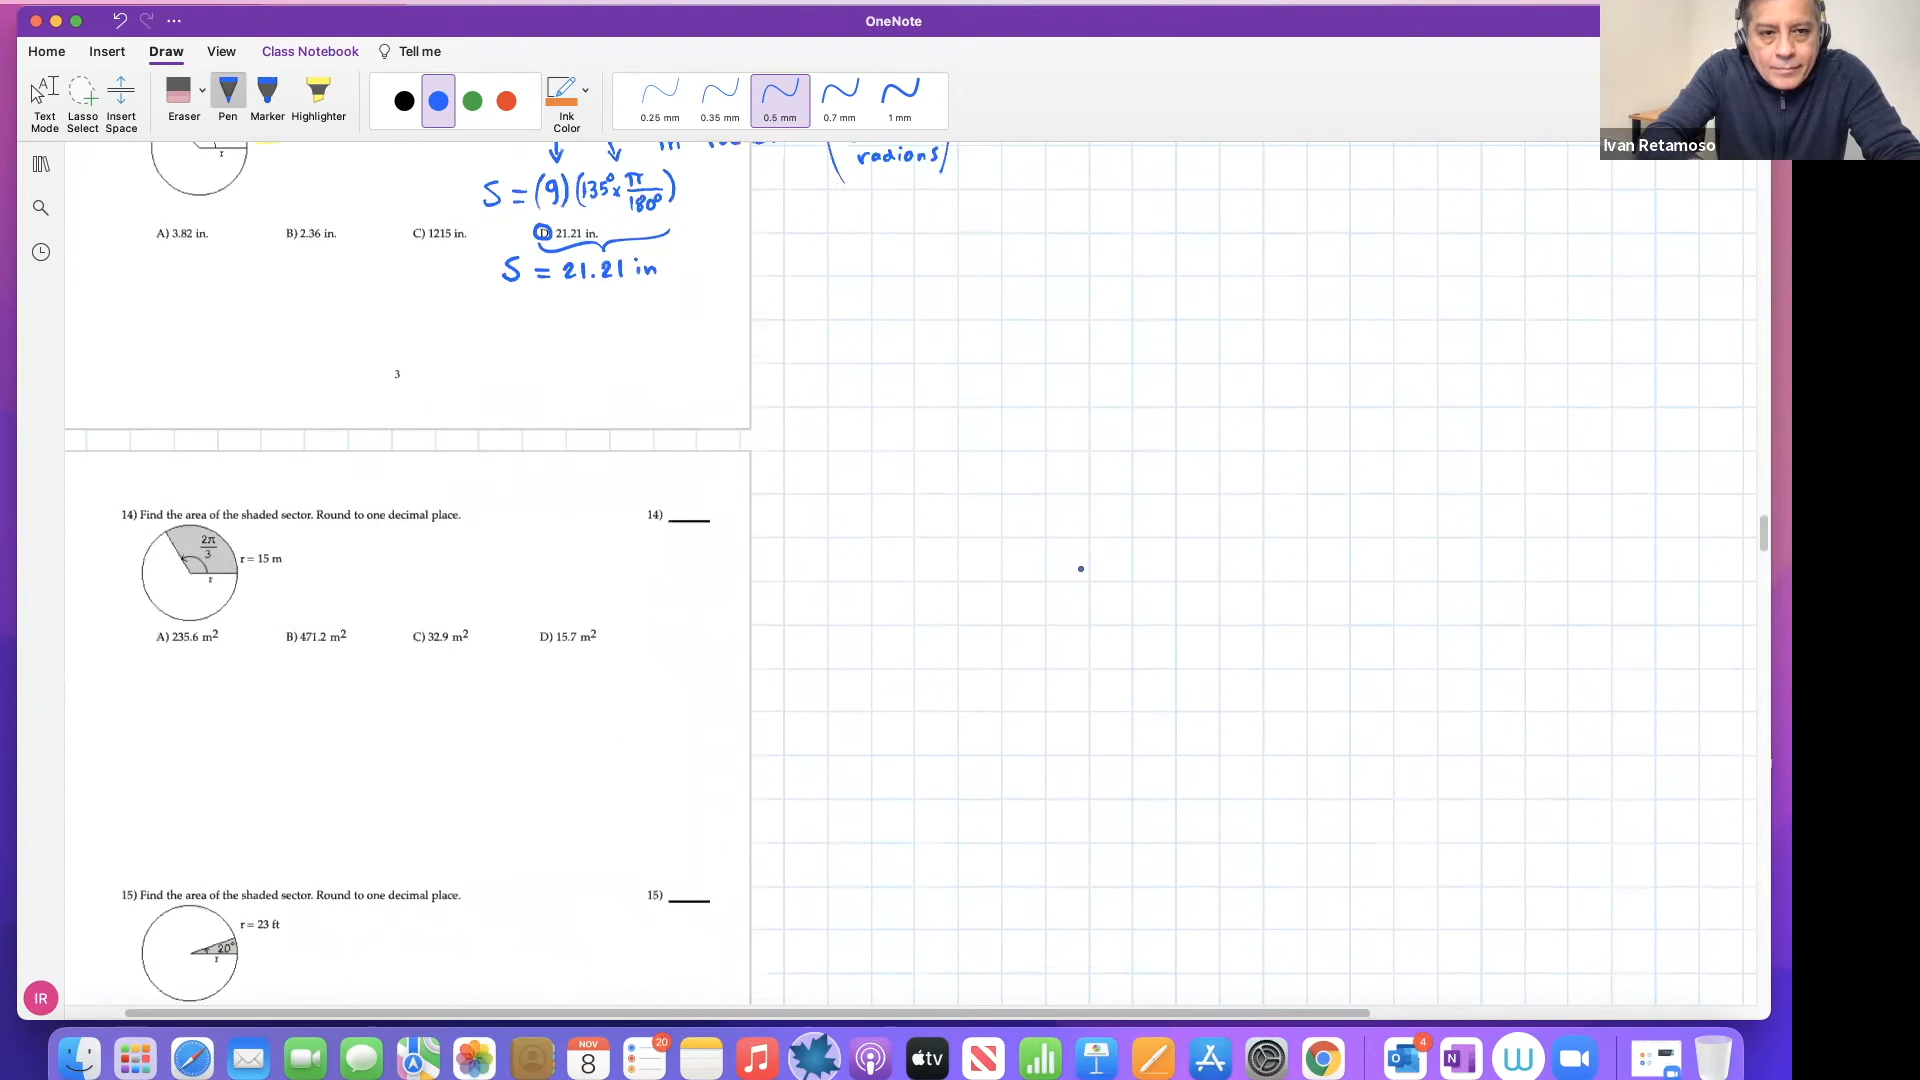 OneNote
Home Insert Draw View Class Notebook Tell me
Text Mode
Lasso Select
Insert Space
Eraser
Pen
Marker
Highlighter
Ink Color
0.25 mm 0.35 mm 0.5 mm 0.7 mm 1 mm
Ivan Retamoso
r
radians)
S = (9)(135° x π/180°)
A) 3.82 in. B) 2.36 in. C) 1215 in. D) 21.21 in.
S = 21.21 in
3
14) Find the area of the shaded sector. Round to one decimal place. 14)
2π/3
r = 15 m
r
A) 235.6 m² B) 471.2 m² C) 32.9 m² D) 15.7 m²
15) Find the area of the shaded sector. Round to one decimal place. 15)
r = 23 ft
20°
r
IR
NOV
8
20
tv
4
N
W